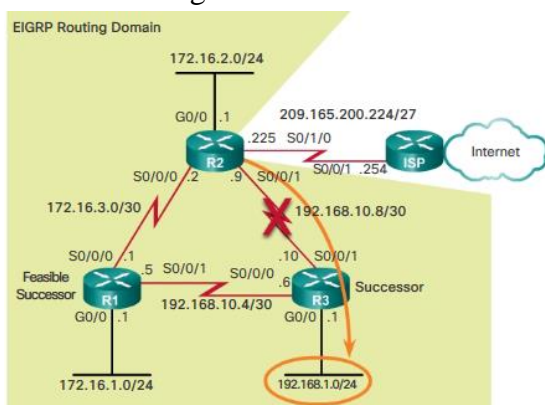 EIGRP Routing Domain
172.16.2.0/24
G0/0 .1
209.165.200.224/27
.225 S0/1/0
R2
ISP
Internet
S0/0/1 .254
S0/0/0 .2 .9 S0/0/1
172.16.3.0/30
192.168.10.8/30
S0/0/0 .1
.10 S0/0/1
Feasible
Successor
.5 S0/0/1 S0/0/0 .6
Successor
R1
R3
192.168.10.4/30
G0/0 .1
G0/0 .1
172.16.1.0/24
192.168.1.0/24